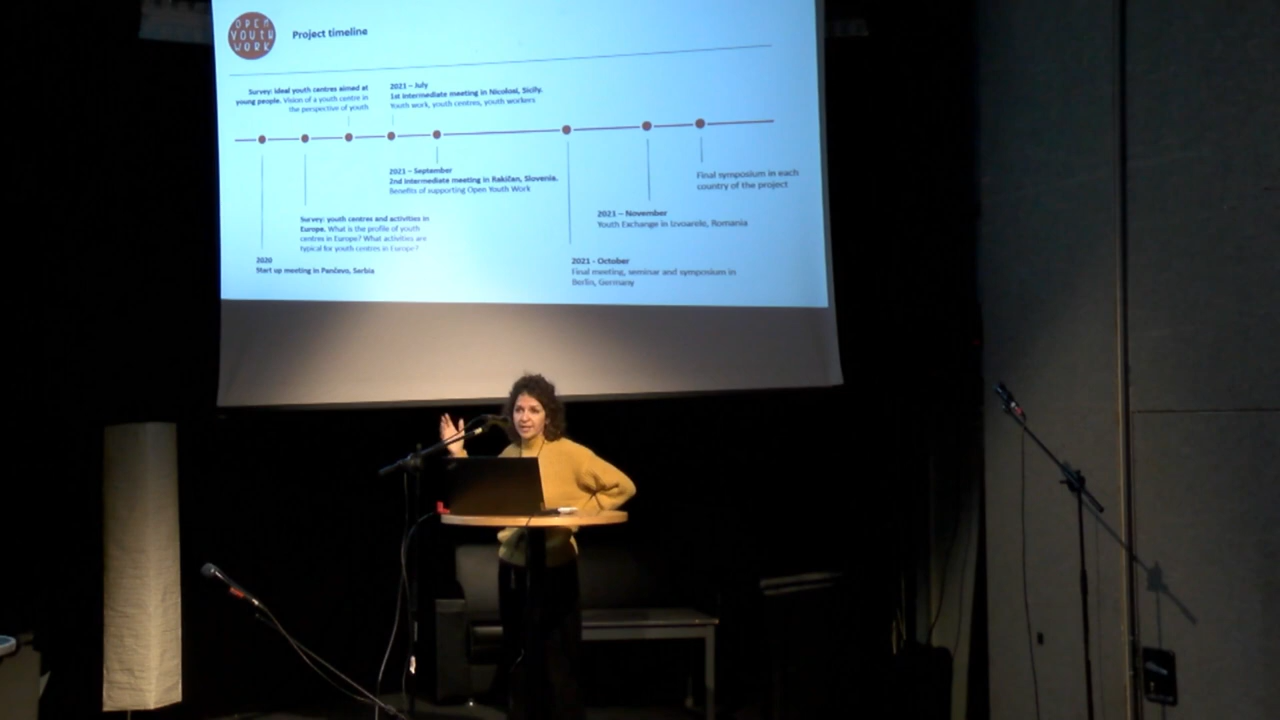 OPEN
YOUTH
WORK
Project timeline
Survey: ideal youth centres aimed at
young people. Vision of a youth centre in
the perspective of youth
2021 – July
1st intermediate meeting in Nicolosi, Sicily.
Youth work, youth centres, youth workers
2021 – September
2nd intermediate meeting in Rakičan, Slovenia.
Benefits of supporting Open Youth Work
Final symposium in each
country of the project
Survey: youth centres and activities in
Europe. What is the profile of youth
centres in Europe? What activities are
typical for youth centres in Europe?
2021 – November
Youth Exchange in Izvoarele, Romania
2020
Start up meeting in Pančevo, Serbia
2021 - October
Final meeting, seminar and symposium in
Berlin, Germany